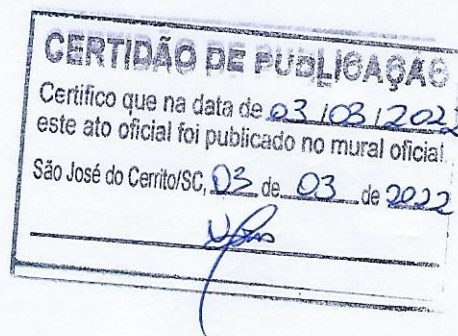 CERTIDÃO DE PUBLICAÇÃO
Certifico que na data de 03/03/2022
este ato oficial foi publicado no mural oficial.
São José do Cerrito/SC, 03 de 03 de 2022